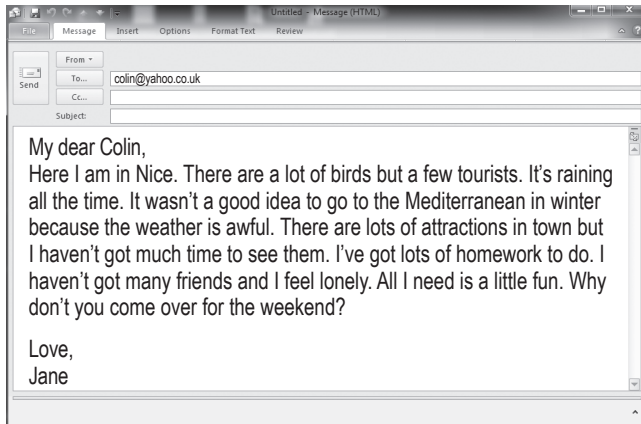 Untitled - Message (HTML)
File Message Insert Options Format Text Review
Send
From
To... colin@yahoo.co.uk
Cc...
Subject:
My dear Colin,
Here I am in Nice. There are a lot of birds but a few tourists. It's raining
all the time. It wasn't a good idea to go to the Mediterranean in winter
because the weather is awful. There are lots of attractions in town but
I haven't got much time to see them. I've got lots of homework to do. I
haven't got many friends and I feel lonely. All I need is a little fun. Why
don't you come over for the weekend?
Love,
Jane